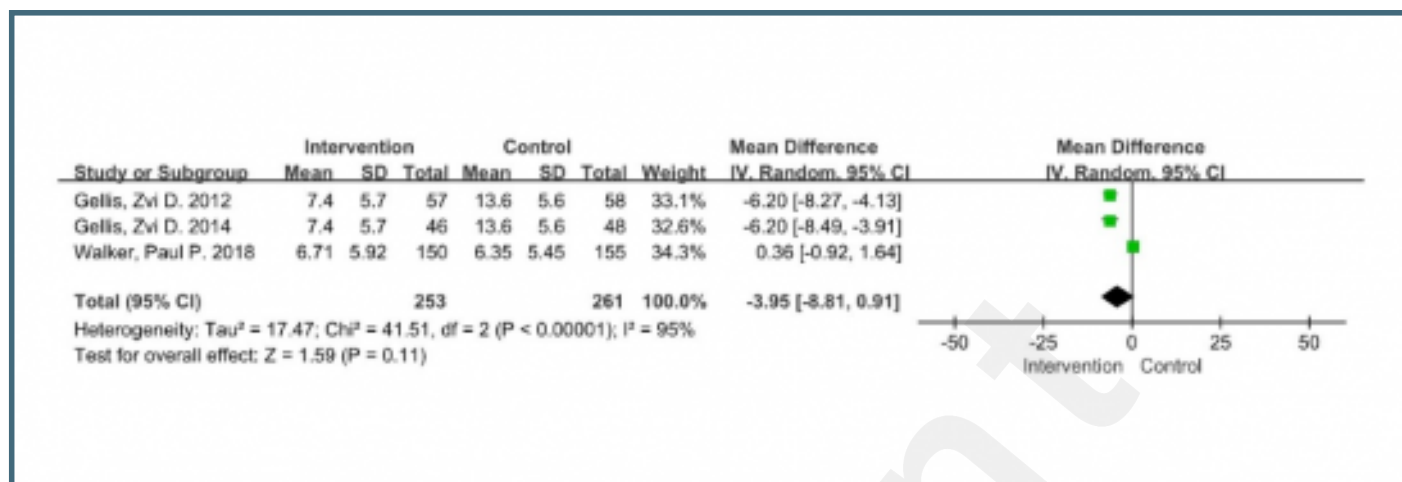 Intervention Control Mean Difference Mean Difference
Study or Subgroup Mean SD Total Mean SD Total Weight IV, Random, 95% CI IV, Random, 95% CI
Gellis, Zvi D. 2012 7.4 5.7 57 13.6 5.6 58 33.1% -6.20 [-8.27, -4.13]
Gellis, Zvi D. 2014 7.4 5.7 46 13.6 5.6 48 32.6% -6.20 [-8.49, -3.91]
Walker, Paul P. 2018 6.71 5.92 150 6.35 5.45 155 34.3% 0.36 [-0.92, 1.64]
Total (95% CI) 253 261 100.0% -3.95 [-8.81, 0.91]
Heterogeneity: Tau² = 17.47; Chi² = 41.51, df = 2 (P < 0.00001); I² = 95%
Test for overall effect: Z = 1.59 (P = 0.11)
-50 -25 0 25 50
Intervention Control
nt